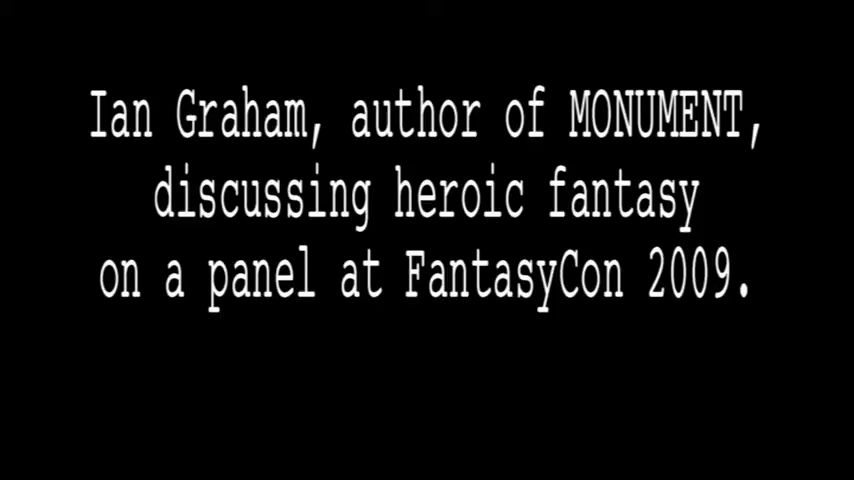 Ian Graham, author of MONUMENT,
discussing heroic fantasy
on a panel at FantasyCon 2009.